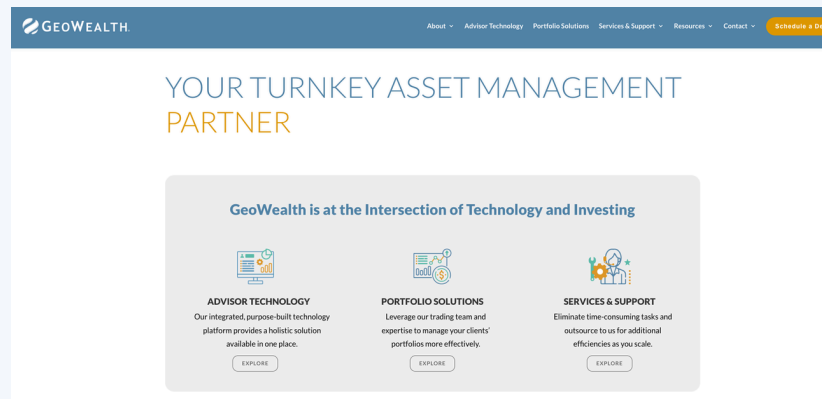 GEOWEALTH.
About
Advisor Technology
Portfolio Solutions
Services & Support
Resources
Contact
Schedule a
YOUR TURNKEY ASSET MANAGEMENT
PARTNER
GeoWealth is at the Intersection of Technology and Investing
ADVISOR TECHNOLOGY
Our integrated, purpose-built technology
platform provides a holistic solution
available in one place.
EXPLORE
PORTFOLIO SOLUTIONS
Leverage our trading team and
expertise to manage your clients'
portfolios more effectively.
EXPLORE
SERVICES & SUPPORT
Eliminate time-consuming tasks and
outsource to us for additional
efficiencies as you scale.
EXPLORE